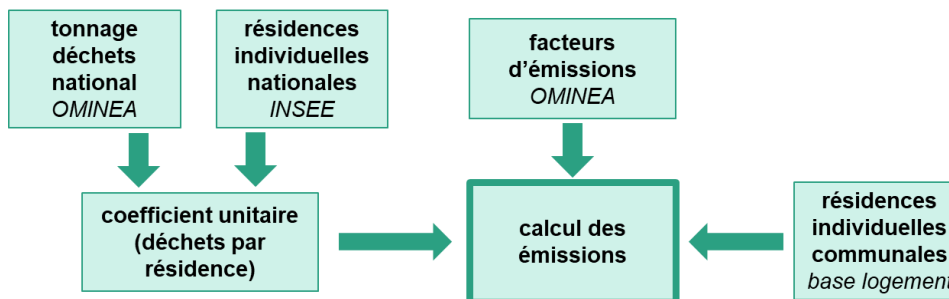 tonnage
déchets
national
OMINEA
résidences
individuelles
nationales
INSEE
facteurs
d’émissions
OMINEA
coefficient unitaire
(déchets par
résidence)
calcul des
émissions
résidences
individuelles
communales
base logement